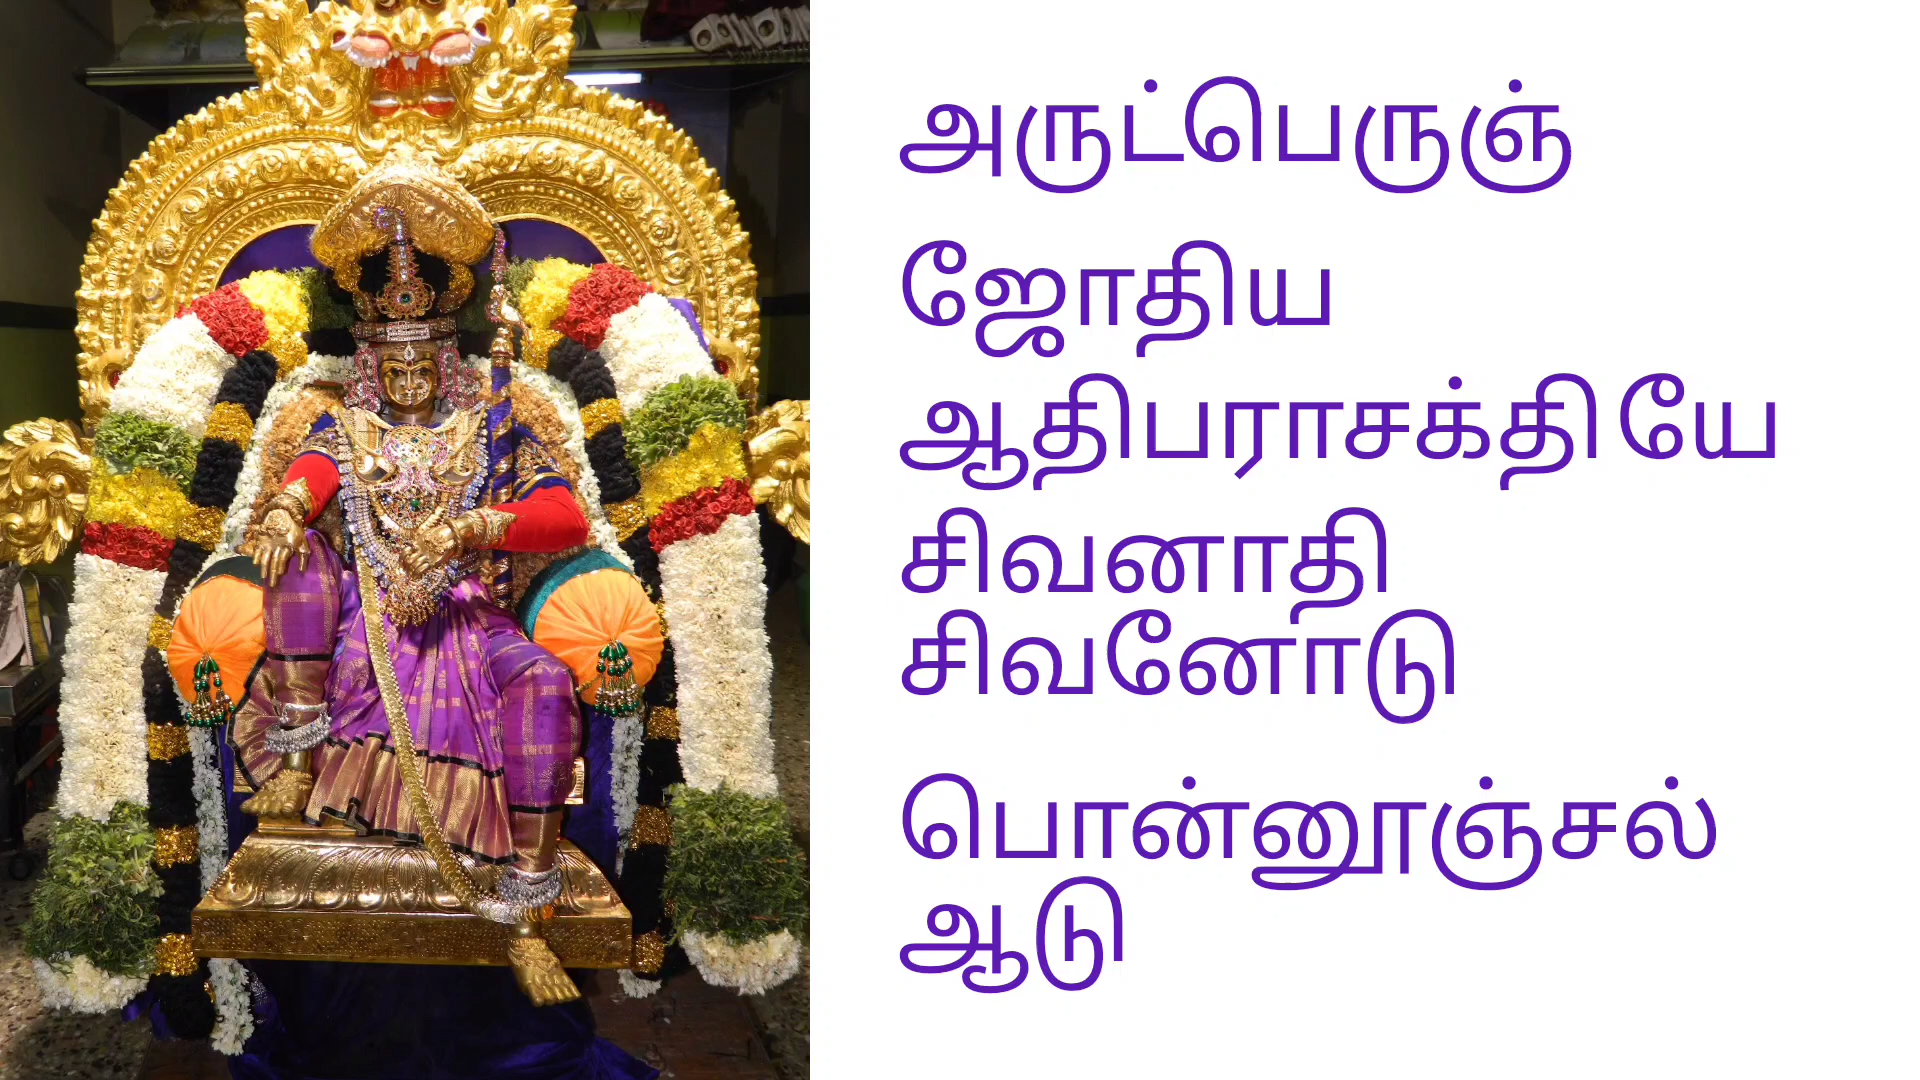 அருட்பெருஞ்
ஜோதிய
ஆதிபராசக்தி யே
சிவனாதி
சிவனோடு
பொன்னூஞ்சல்
ஆடு